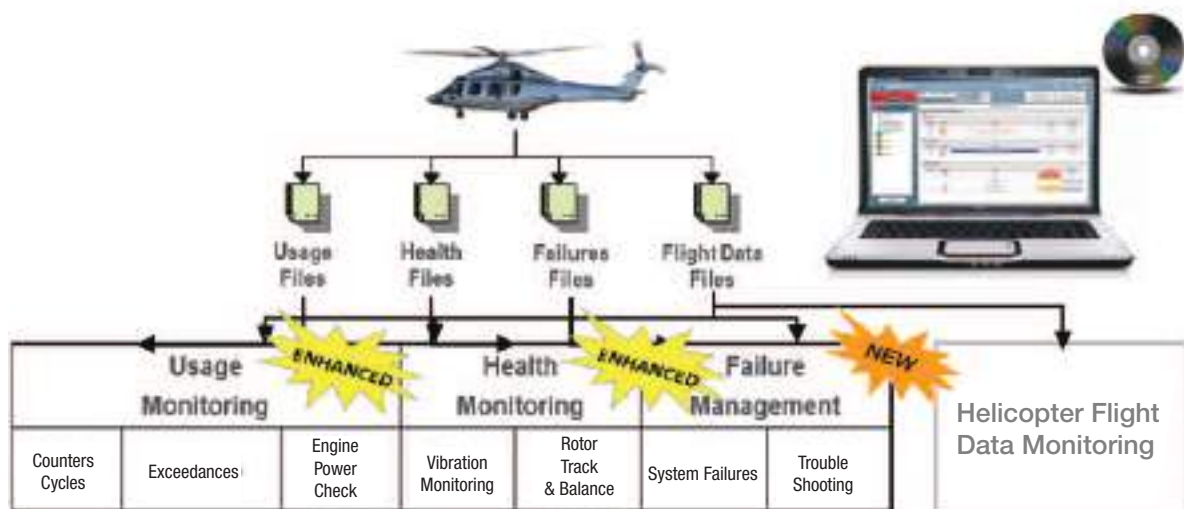 Usage
Files
Health
Files
Failures
Files
Flight Data
Files
Usage
Monitoring
ENHANCED
Health
Monitoring
ENHANCED
Failure
Management
NEW
Helicopter Flight
Data Monitoring
Counters
Cycles
Exceedances
Engine
Power
Check
Vibration
Monitoring
Rotor
Track
& Balance
System Failures
Trouble
Shooting